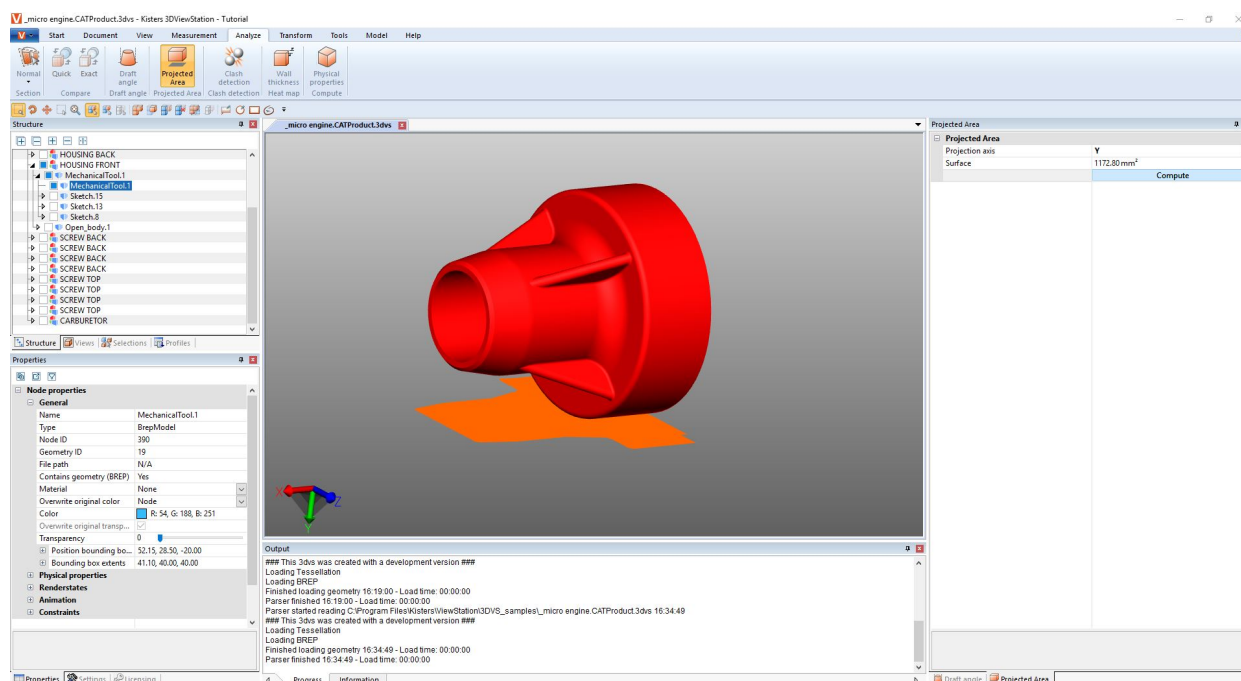 _micro engine.CATProduct.3dvs - Kisters 3DViewStation - Tutorial
Start Document View Measurement Analyze Transform Tools Model Help
Normal Quick Exact Draft angle Projected Area Clash detection Wall thickness Physical properties
Section Compare Draft angle Projected Area Clash detection Heat map Compute
Structure
_micro engine.CATProduct.3dvs
HOUSING BACK
HOUSING FRONT
MechanicalTool.1
MechanicalTool.1
Sketch.15
Sketch.13
Sketch.8
Open_body.1
SCREW BACK
SCREW BACK
SCREW BACK
SCREW BACK
SCREW TOP
SCREW TOP
SCREW TOP
SCREW TOP
CARBURETOR
Structure Views Selections Profiles
Properties
Node properties
General
Name MechanicalTool.1
Type BrepModel
Node ID 390
Geometry ID 19
File path N/A
Contains geometry (BREP) Yes
Material None
Overwrite original color Node
Color R: 54, G: 188, B: 251
Overwrite original transp...
Transparency 0
Position bounding bo... 52.15, 28.50, -20.00
Bounding box extents 41.10, 40.00, 40.00
Physical properties
Renderstates
Animation
Constraints
Properties Settings Licensing
X Z
Y
Output
### This 3dvs was created with a development version ###
Loading Tessellation
Loading BREP
Finished loading geometry 16:19:00 - Load time: 00:00:00
Parser finished 16:19:00 - Load time: 00:00:00
Parser started reading C:\Program Files\Kisters\ViewStation\3DVS_samples\_micro engine.CATProduct.3dvs 16:34:49
### This 3dvs was created with a development version ###
Loading Tessellation
Loading BREP
Finished loading geometry 16:34:49 - Load time: 00:00:00
Parser finished 16:34:49 - Load time: 00:00:00
Progress Information
Projected Area
Projected Area
Projection axis Y
Surface 1172.80 mm²
Compute
Draft angle Projected Area